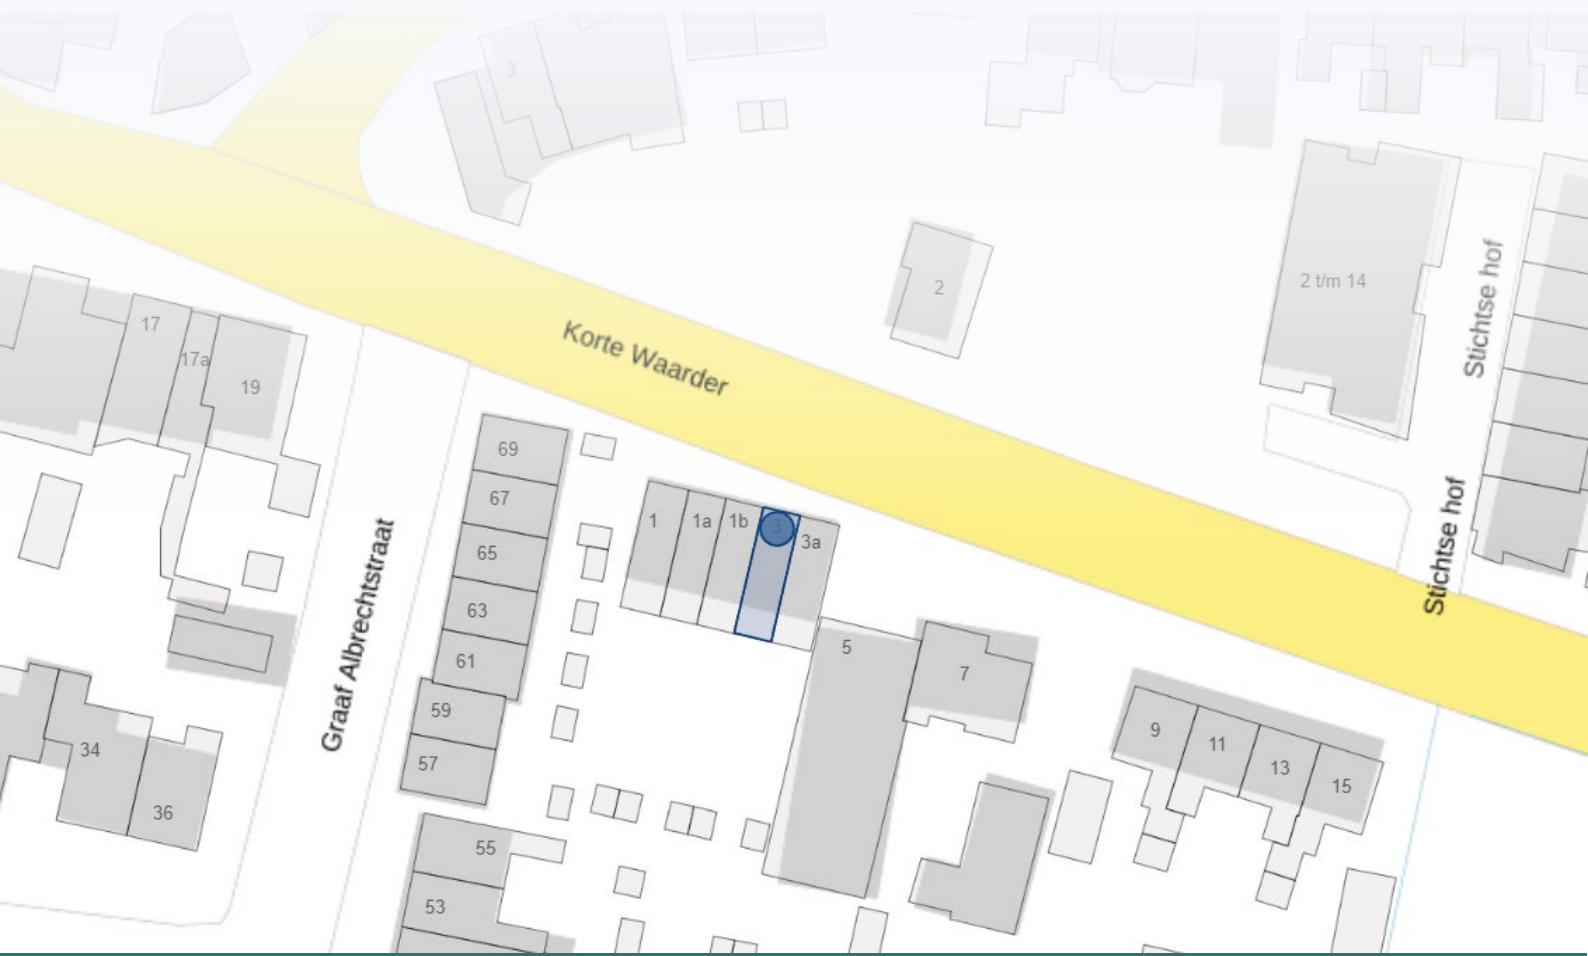 3
2
2 t/m 14
Stichtse hof
17
17a
19
Korte Waarder
69
67
65
63
61
59
57
55
53
1
1a
1b
3
3a
5
7
9
11
13
15
Stichtse hof
Graaf Albrechtstraat
34
36